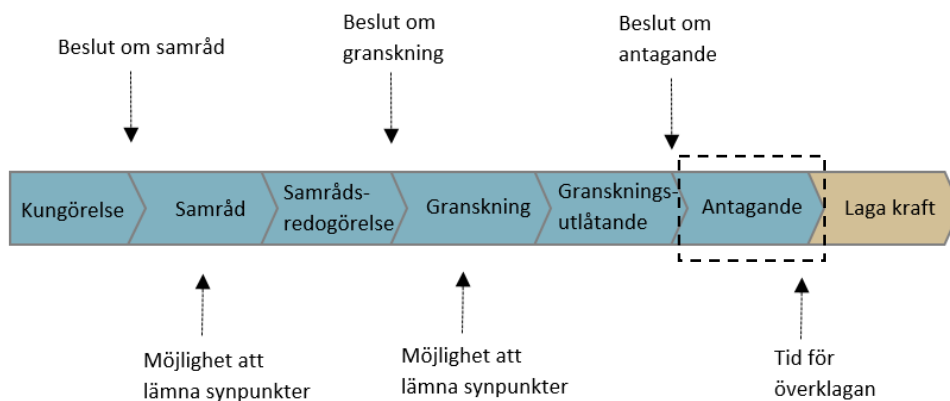 Beslut om samråd
Beslut om
granskning
Beslut om
antagande
Kungörelse
Samråd
Samråds-
redogörelse
Granskning
Gransknings-
utlåtande
Antagande
Laga kraft
Möjlighet att
lämna synpunkter
Möjlighet att
lämna synpunkter
Tid för
överklagan